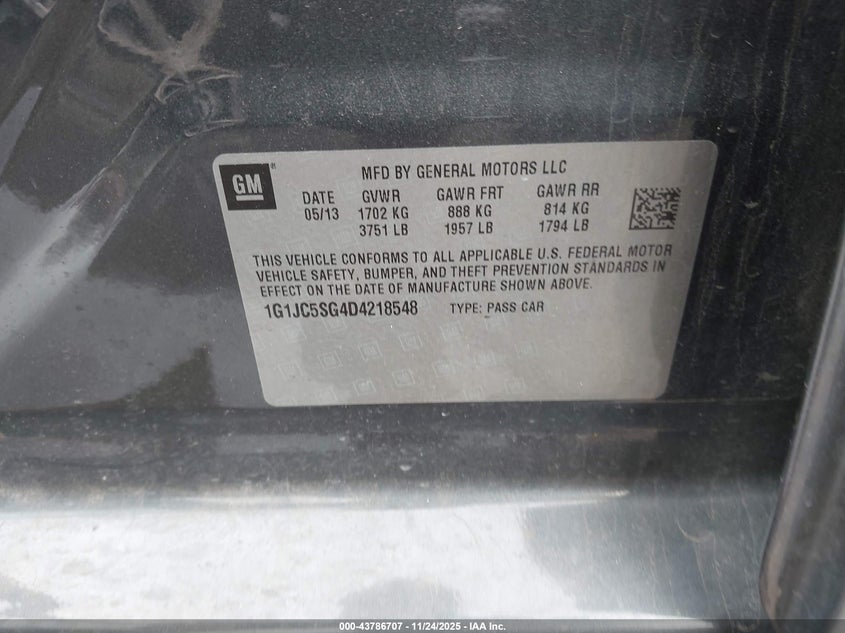 GM
MFD BY GENERAL MOTORS LLC
DATE GVWR GAWR FRT GAWR RR
05/13 1702 KG 888 KG 814 KG
3751 LB 1957 LB 1794 LB
THIS VEHICLE CONFORMS TO ALL APPLICABLE U.S. FEDERAL MOTOR
VEHICLE SAFETY, BUMPER, AND THEFT PREVENTION STANDARDS IN
EFFECT ON THE DATE OF MANUFACTURE SHOWN ABOVE.
1G1JC5SG4D4218548 TYPE: PASS CAR
000-43786707 - 11/24/2025 - IAA Inc.